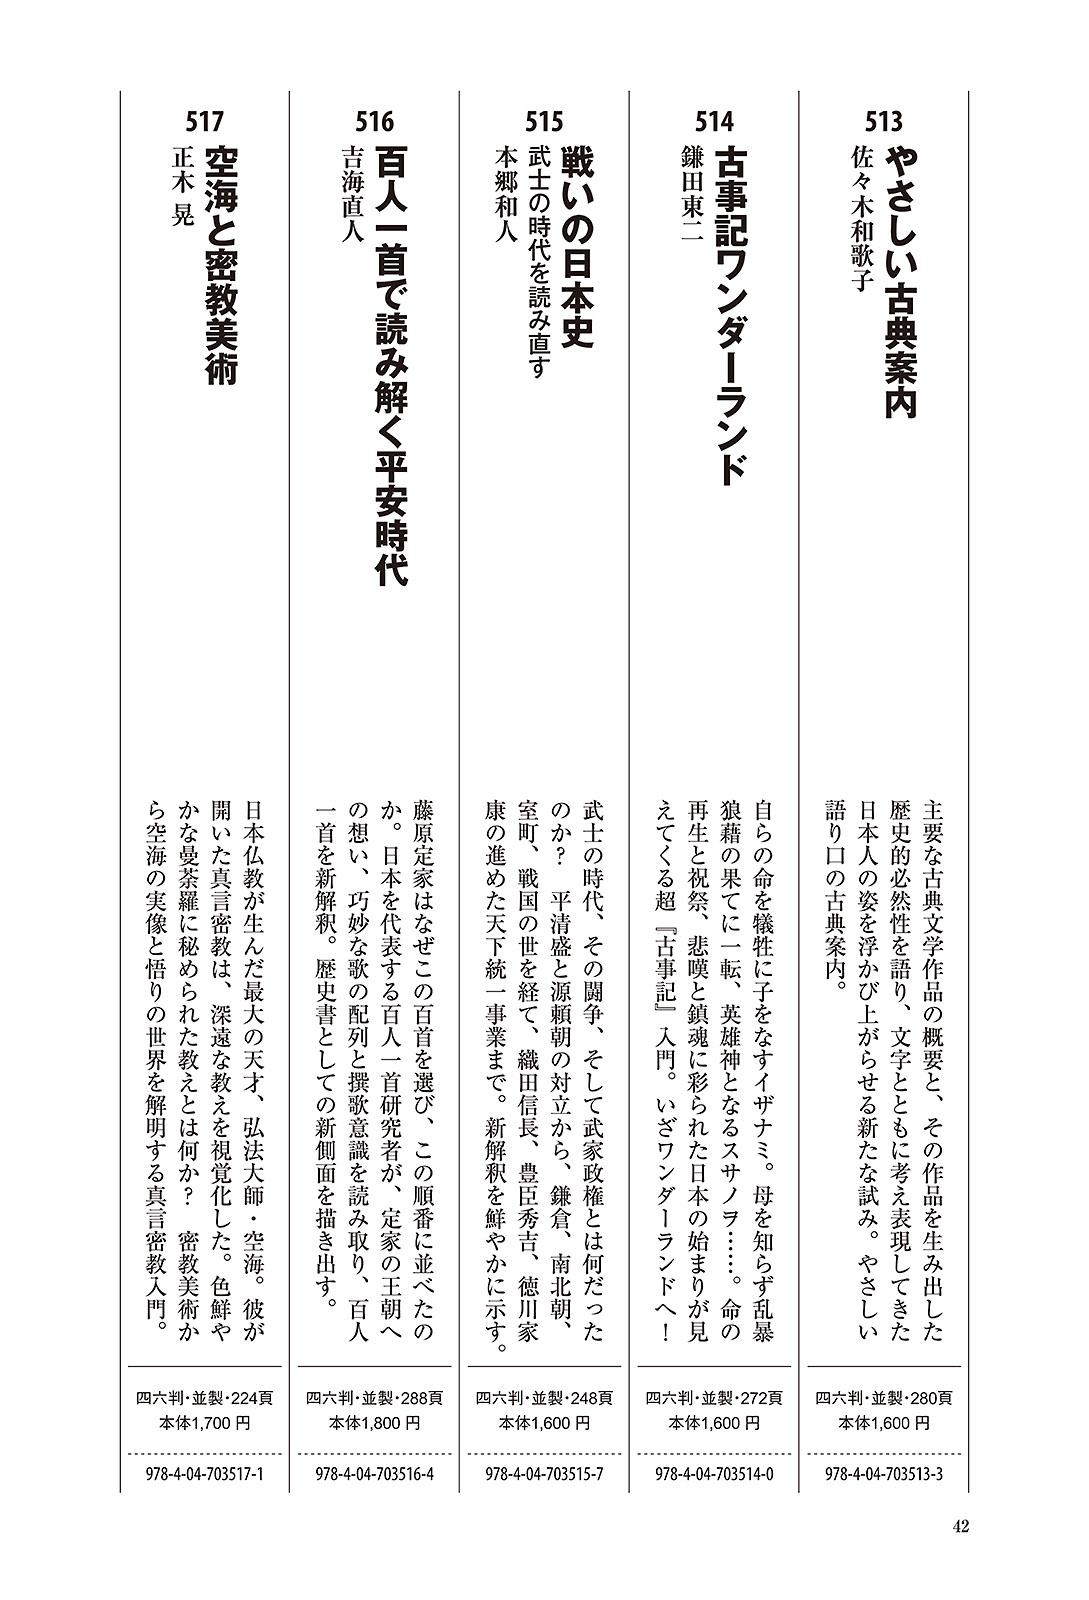 513
やさしい古典案内
佐々木和歌子
主要な古典文学作品の概要と、その作品を生み出した
歴史的必然性を語り、文字とともに考え表現してきた
日本人の姿を浮かび上がらせる新たな試み。やさしい
語り口の古典案内。
四六判・並製・280頁
本体1,600 円
978-4-04-703513-3
514
古事記ワンダーランド
鎌田東二
自らの命を犠牲に子をなすイザナミ。母を知らず乱暴
狼藉の果てに一転、英雄神となるスサノヲ……。命の
再生と祝祭、悲嘆と鎮魂に彩られた日本の始まりが見
えてくる超『古事記』入門。いざワンダーランドへ！
四六判・並製・272頁
本体1,600 円
978-4-04-703514-0
515
戦いの日本史
武士の時代を読み直す
本郷和人
武士の時代、その闘争、そして武家政権とは何だった
のか？　平清盛と源頼朝の対立から、鎌倉、南北朝、
室町、戦国の世を経て、織田信長、豊臣秀吉、徳川家
康の進めた天下統一事業まで。新解釈を鮮やかに示す。
四六判・並製・248頁
本体1,600 円
978-4-04-703515-7
516
百人一首で読み解く平安時代
吉海直人
藤原定家はなぜこの百首を選び、この順番に並べたの
か。日本を代表する百人一首研究者が、定家の王朝へ
の想い、巧妙な歌の配列と撰歌意識を読み取り、百人
一首を新解釈。歴史書としての新側面を描き出す。
四六判・並製・288頁
本体1,800 円
978-4-04-703516-4
517
空海と密教美術
正木 晃
日本仏教が生んだ最大の天才、弘法大師・空海。彼が
開いた真言密教は、深遠な教えを視覚化した。色鮮や
かな曼荼羅に秘められた教えとは何か？　密教美術か
ら空海の実像と悟りの世界を解明する真言密教入門。
四六判・並製・224頁
本体1,700 円
978-4-04-703517-1
42